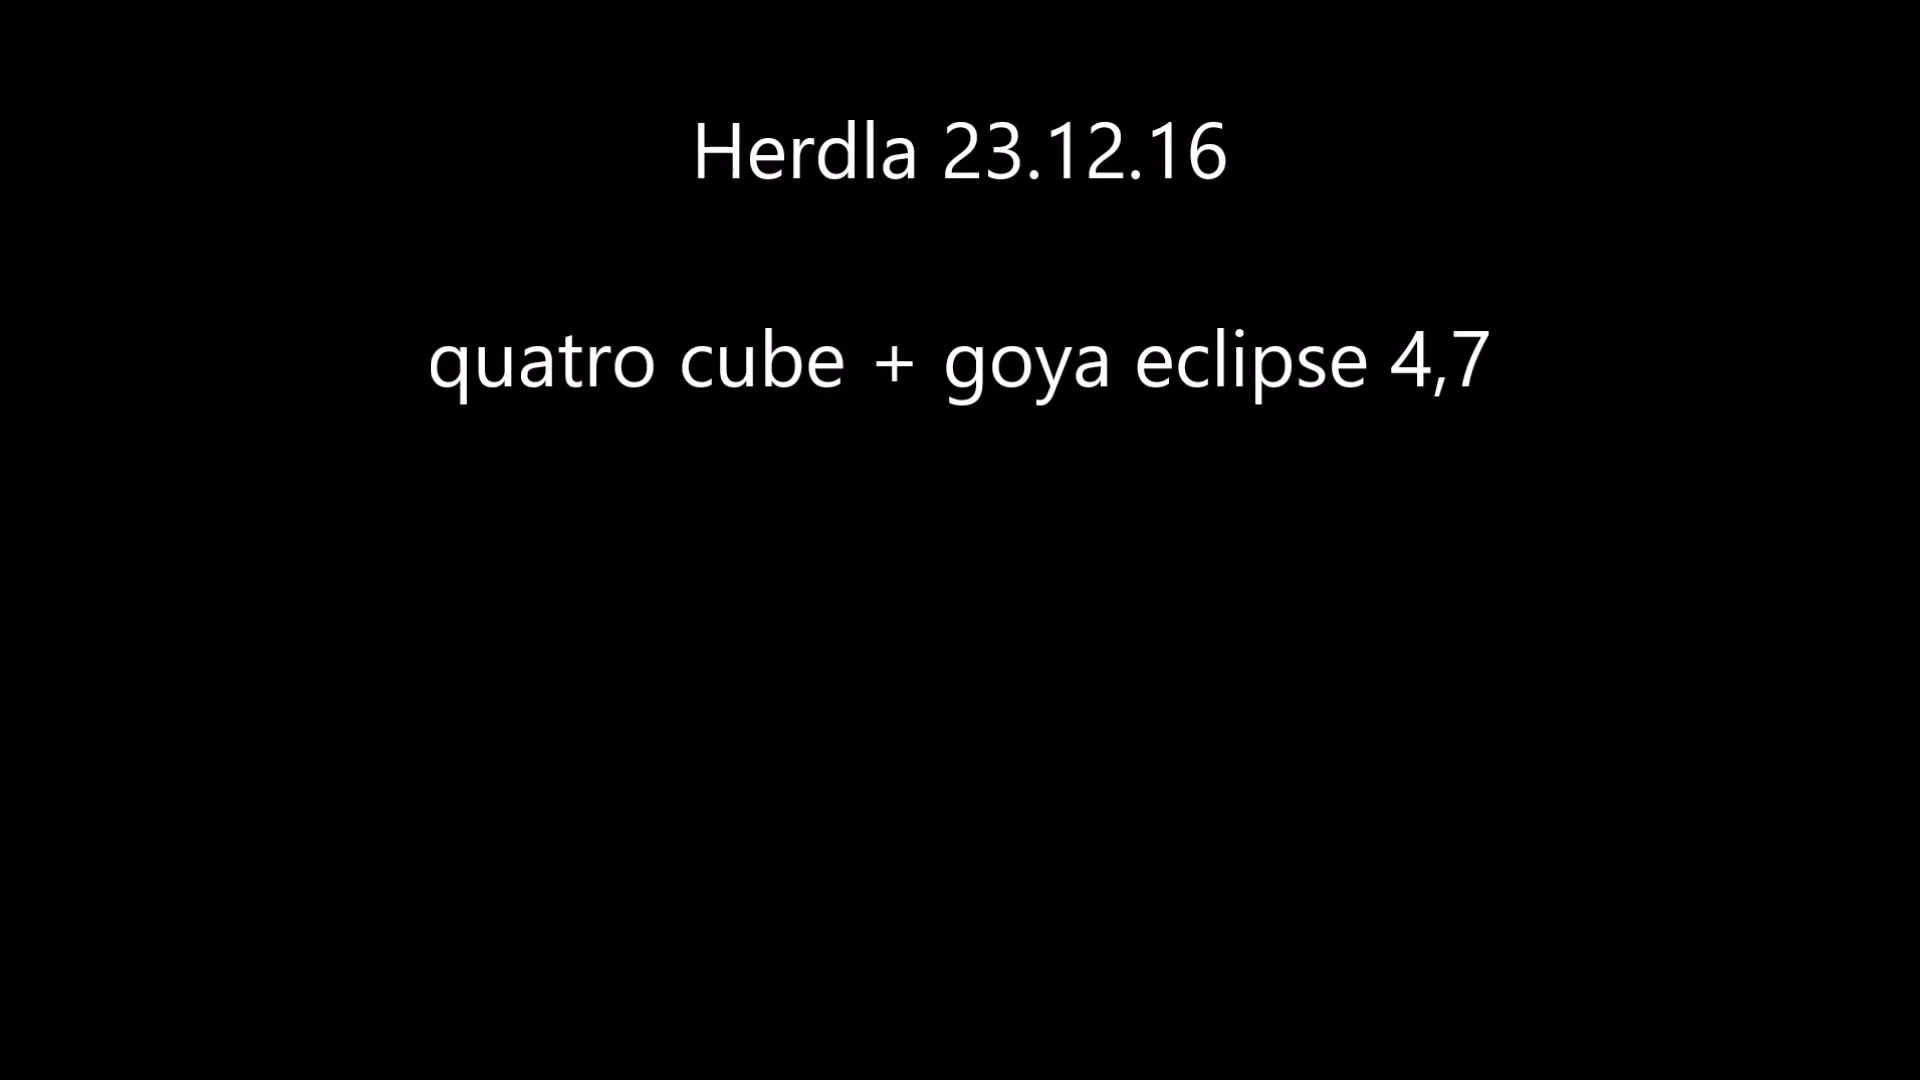 Herdla 23.12.16
quatro cube + goya eclipse 4,7